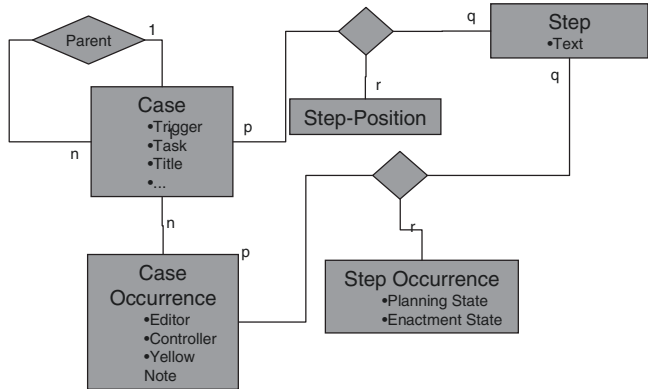 q
Step
•Text
1
Parent
Case
•Trigger
•Task
•Title
•...
p
r
Step-Position
q
n
n
p
r
Case
Occurrence
•Editor
•Controller
•Yellow
Note
Step Occurrence
•Planning State
•Enactment State